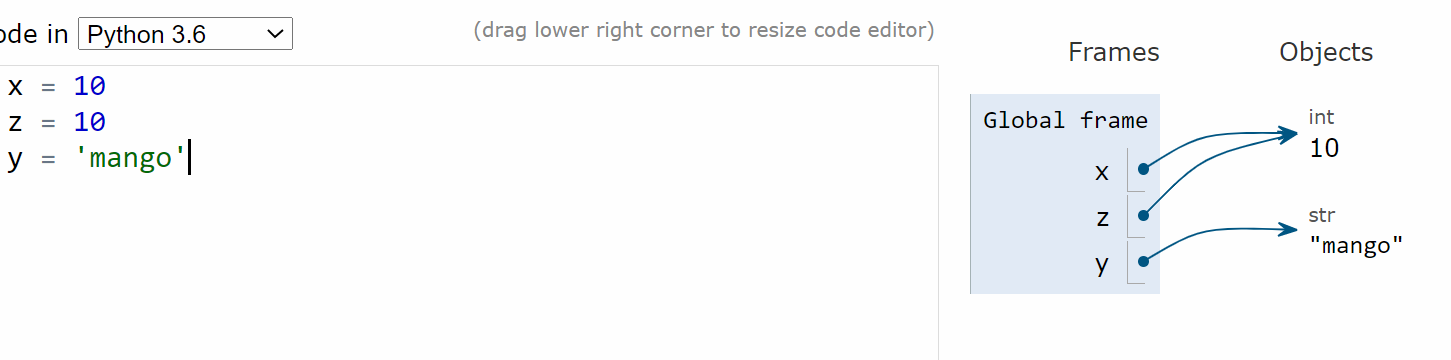 ode in Python 3.6
(drag lower right corner to resize code editor)
x = 10
z = 10
y = 'mango'
Frames
Objects
Global frame
x
z
y
int
10
str
"mango"